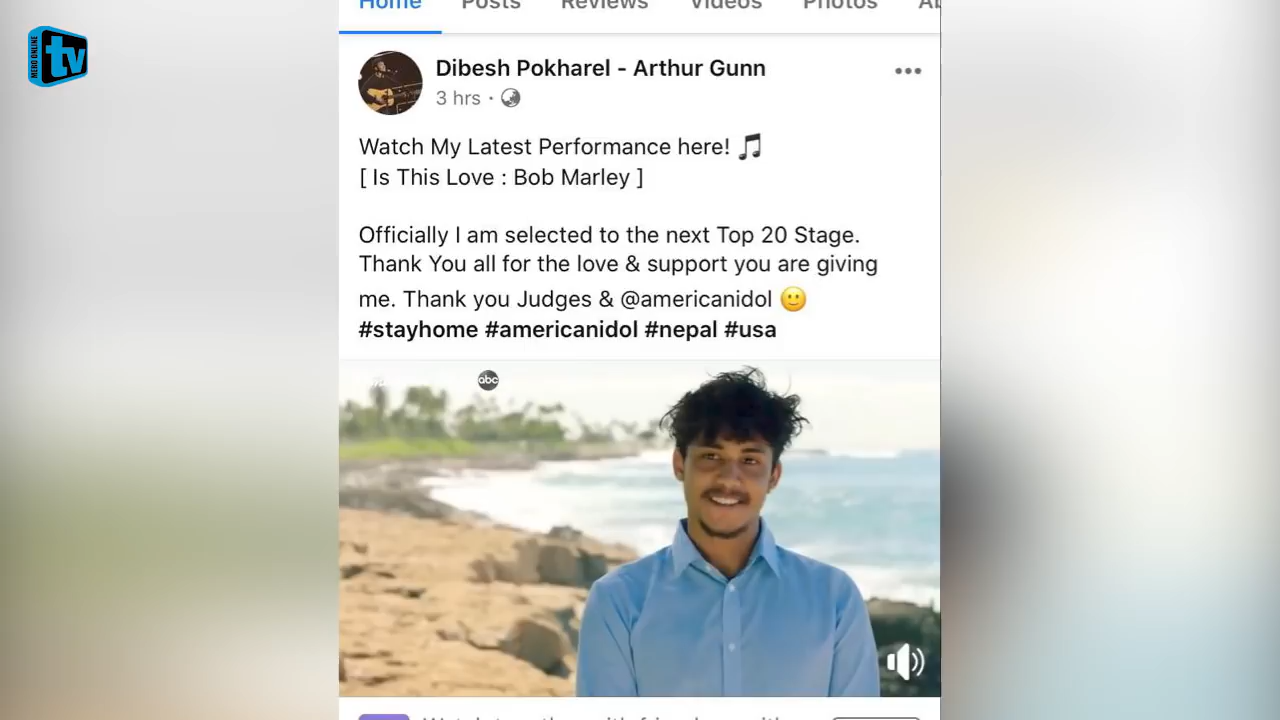 Home Posts Reviews Videos Photos
MERO ONLINE
tv
Dibesh Pokharel - Arthur Gunn
3 hrs ·
Watch My Latest Performance here! 🎵
[ Is This Love : Bob Marley ]
Officially I am selected to the next Top 20 Stage.
Thank You all for the love & support you are giving
me. Thank you Judges & @americanidol 🙂
#stayhome #americanidol #nepal #usa
abc